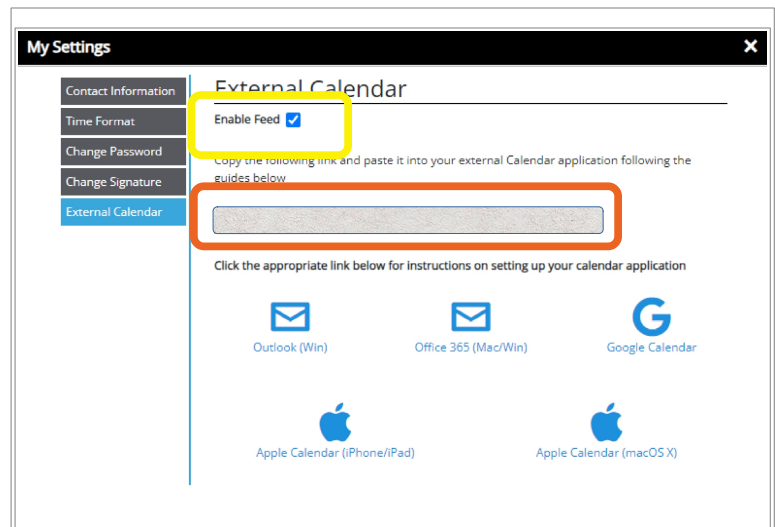 My Settings
Contact Information
Time Format
Change Password
Change Signature
External Calendar
External Calendar
Enable Feed
Copy the following link and paste it into your external Calendar application following the
guides below
Click the appropriate link below for instructions on setting up your calendar application
Outlook (Win)
Office 365 (Mac/Win)
Google Calendar
Apple Calendar (iPhone/iPad)
Apple Calendar (macOS X)